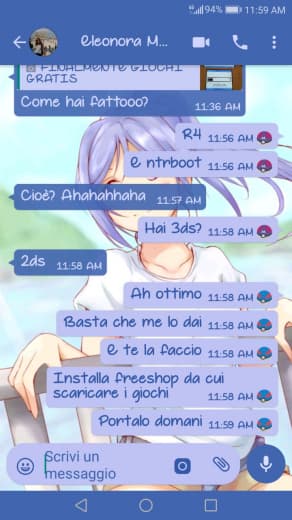 94% 11:59 AM
eleonora M...
FINALMENTE GIOCHI
GRATIS
Come hai fattooo? 11:36 AM
R4 11:56 AM
e ntrboot 11:56 AM
Cioè? Ahahahhaha 11:57 AM
Hai 3ds? 11:58 AM
2ds 11:58 AM
Ah ottimo 11:58 AM
Basta che me lo dai 11:58 AM
e te la faccio 11:58 AM
Installa freeshop da cui
scaricare i giochi 11:58 AM
Portalo domani 11:59 AM
Scrivi un
messaggio